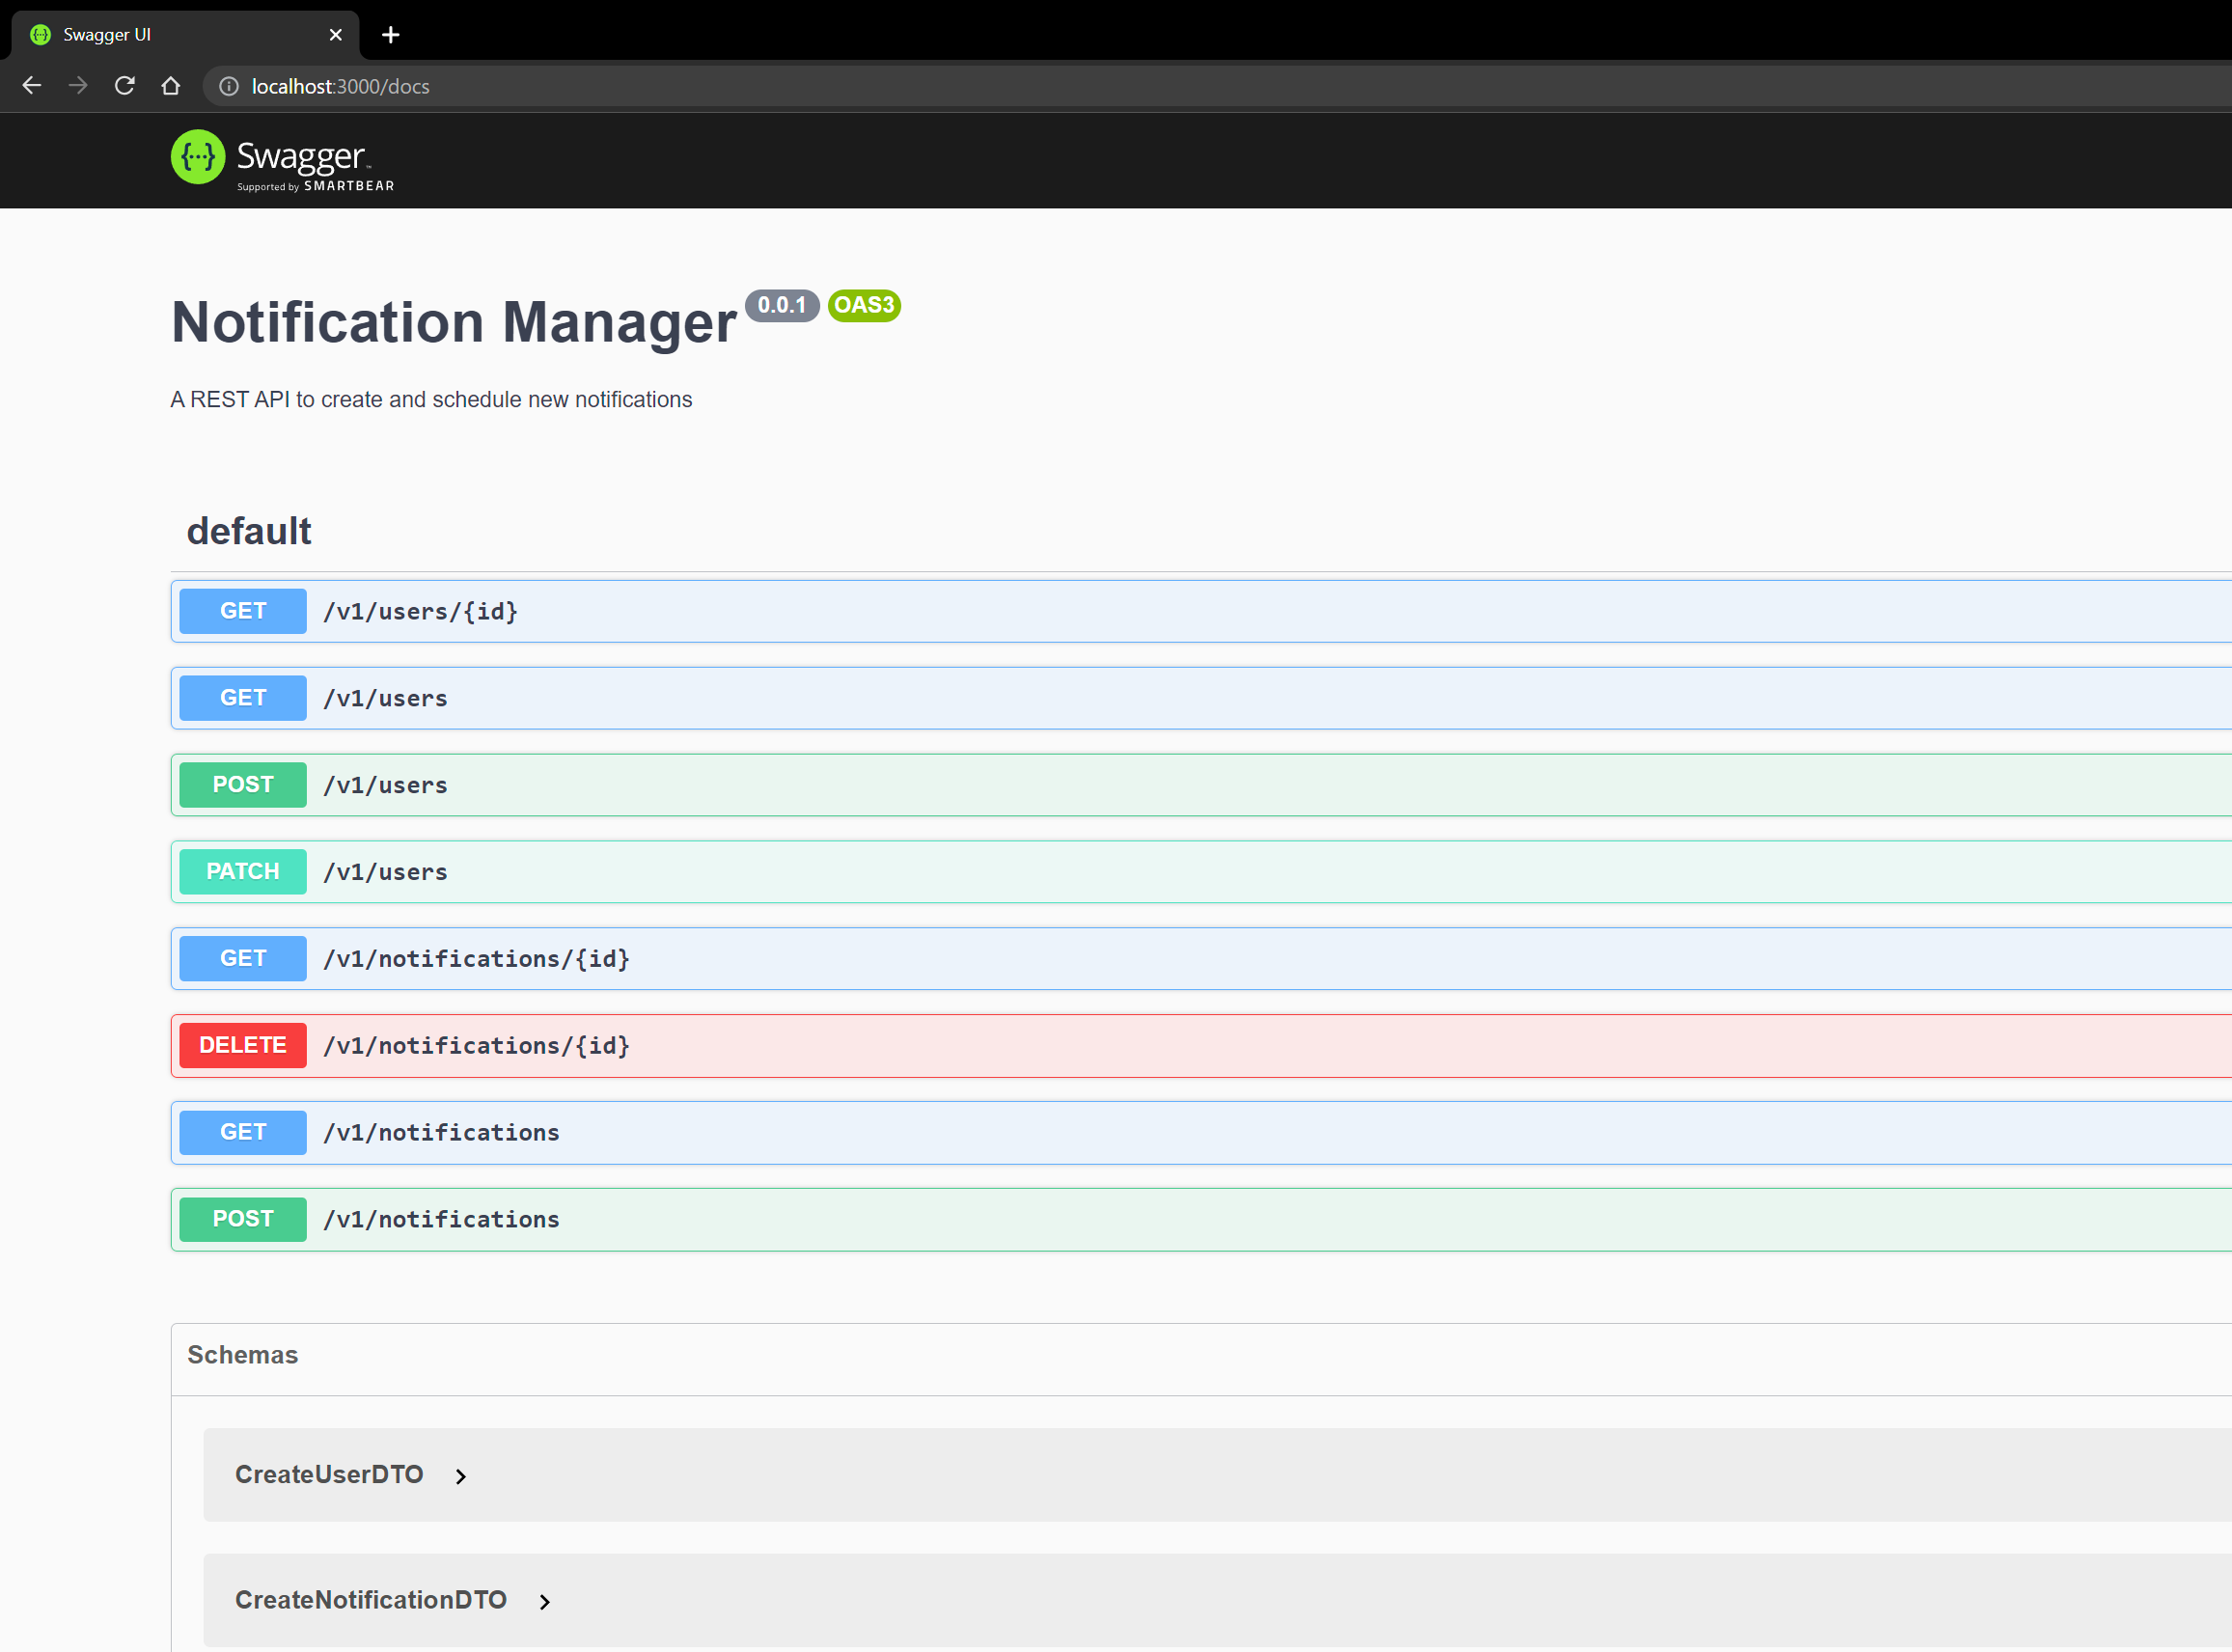 Swagger UI
localhost:3000/docs
Swagger™
Supported by SMARTBEAR
Notification Manager 0.0.1 OAS3
A REST API to create and schedule new notifications
default
GET /v1/users/{id}
GET /v1/users
POST /v1/users
PATCH /v1/users
GET /v1/notifications/{id}
DELETE /v1/notifications/{id}
GET /v1/notifications
POST /v1/notifications
Schemas
CreateUserDTO
CreateNotificationDTO